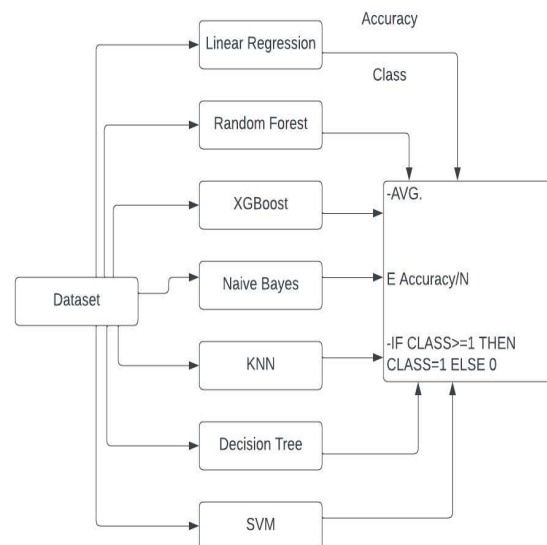 Accuracy
Linear Regression
Class
Random Forest
XGBoost
-AVG.
Naive Bayes
E Accuracy/N
Dataset
KNN
-IF CLASS>=1 THEN
CLASS=1 ELSE 0
Decision Tree
SVM